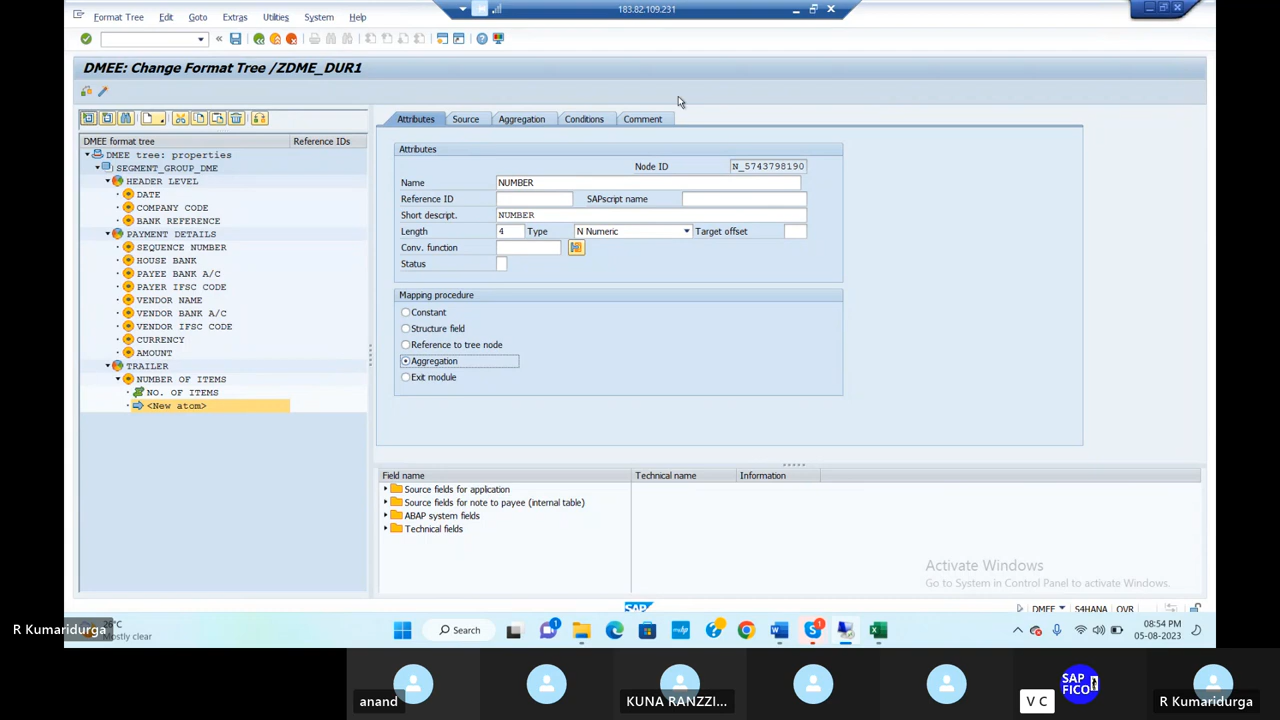 183.82.109.231
Format Tree Edit Goto Extras Utilities System Help
DMEE: Change Format Tree /ZDME_DUR1
DMEE format tree Reference IDs
DMEE tree: properties
SEGMENT_GROUP_DME
HEADER LEVEL
DATE
COMPANY CODE
BANK REFERENCE
PAYMENT DETAILS
SEQUENCE NUMBER
HOUSE BANK
PAYEE BANK A/C
PAYER IFSC CODE
VENDOR NAME
VENDOR BANK A/C
VENDOR IFSC CODE
CURRENCY
AMOUNT
TRAILER
NUMBER OF ITEMS
NO. OF ITEMS
<New atom>
Attributes Source Aggregation Conditions Comment
Attributes
Node ID N_5743798190
Name NUMBER
Reference ID SAPscript name
Short descript. NUMBER
Length 4 Type N Numeric Target offset
Conv. function
Status
Mapping procedure
Constant
Structure field
Reference to tree node
Aggregation
Exit module
Field name Technical name Information
Source fields for application
Source fields for note to payee (internal table)
ABAP system fields
Technical fields
Activate Windows
Go to System in Control Panel to activate Windows.
SAP
DMEE S4HANA OVR
26°C
Mostly clear
R Kumaridurga
Search
1
1
08:54 PM
05-08-2023
anand
KUNA RANZZI...
SAP
FICO
V C
R Kumaridurga